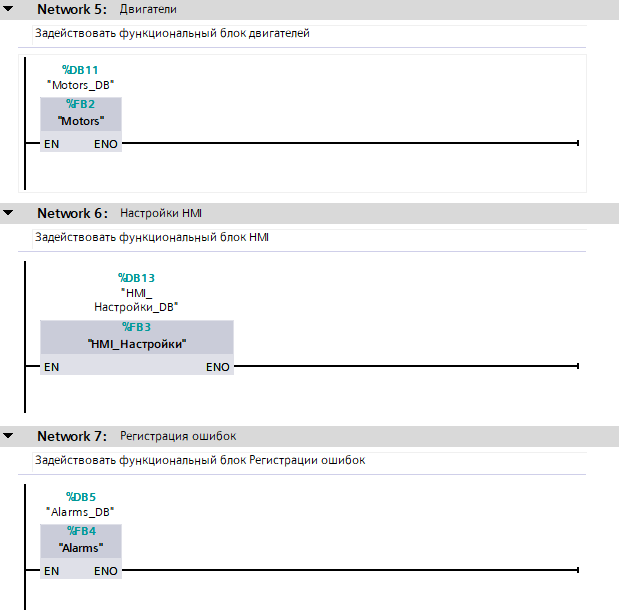 Network 5: Двигатели
Задействовать функциональный блок двигателей
%DB11
"Motors_DB"
%FB2
"Motors"
EN ENO
Network 6: Настройки HMI
Задействовать функциональный блок HMI
%DB13
"HMI_
Настройки_DB"
%FB3
"HMI_Настройки"
EN ENO
Network 7: Регистрация ошибок
Задействовать функциональный блок Регистрации ошибок
%DB5
"Alarms_DB"
%FB4
"Alarms"
EN ENO